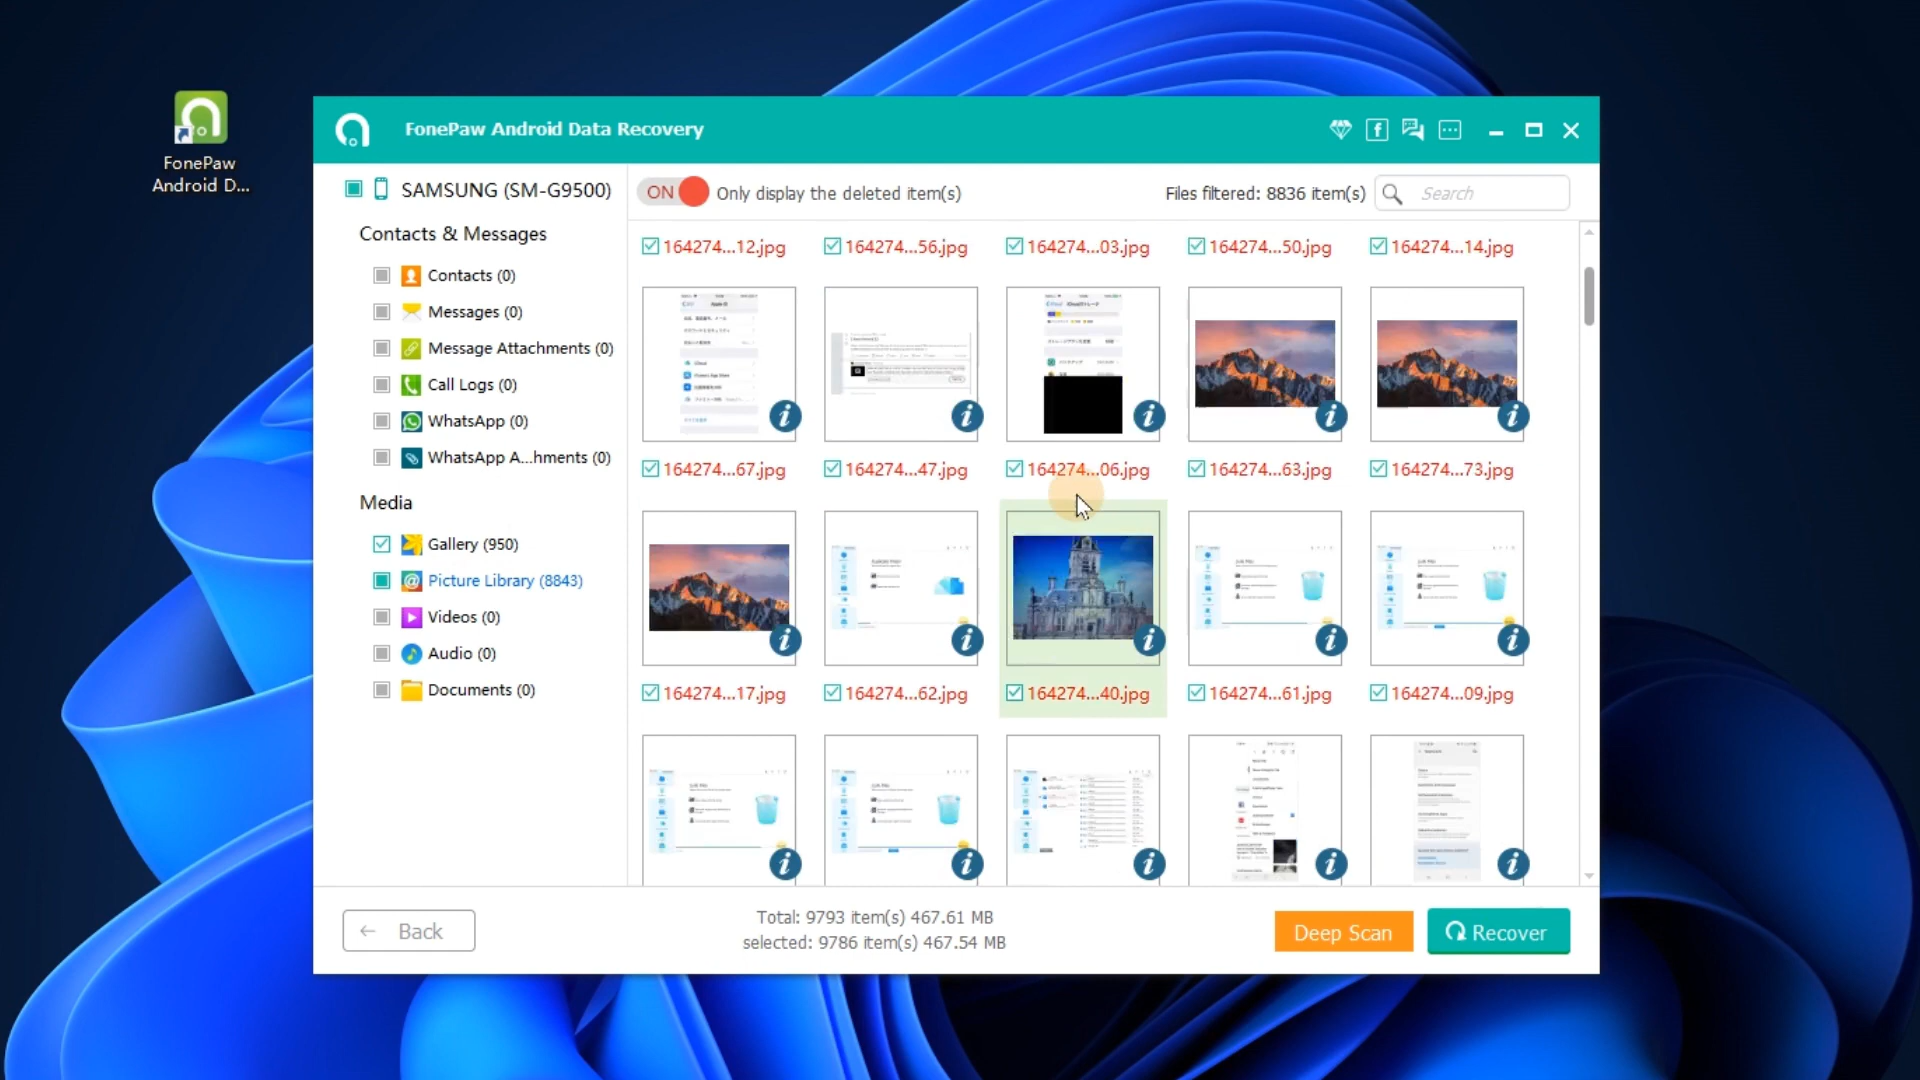 FonePaw
Android D...
FonePaw Android Data Recovery
SAMSUNG (SM-G9500)
Contacts & Messages
Contacts (0)
Messages (0)
Message Attachments (0)
Call Logs (0)
WhatsApp (0)
WhatsApp A...hments (0)
Media
Gallery (950)
Picture Library (8843)
Videos (0)
Audio (0)
Documents (0)
ON Only display the deleted item(s)
Files filtered: 8836 item(s)
Search
164274...12.jpg
164274...56.jpg
164274...03.jpg
164274...50.jpg
164274...14.jpg
164274...67.jpg
164274...47.jpg
164274...06.jpg
164274...63.jpg
164274...73.jpg
164274...17.jpg
164274...62.jpg
164274...40.jpg
164274...61.jpg
164274...09.jpg
Back
Total: 9793 item(s) 467.61 MB
selected: 9786 item(s) 467.54 MB
Deep Scan
Recover